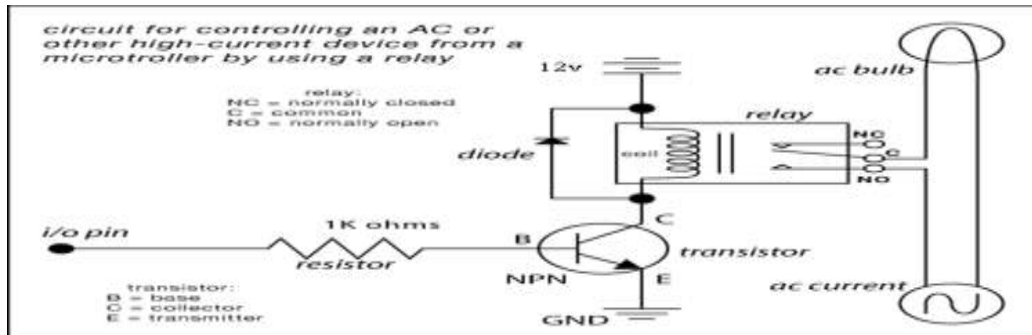 circuit for controlling an AC or
other high-current device from a
microtroller by using a relay
relay:
NC = normally closed
C = common
NO = normally open
12v
ac bulb
relay
diode
coil
NC
C
NO
i/o pin
1K ohms
resistor
B
C
E
NPN
transistor
GND
ac current
transistor:
B = base
C = collector
E = transmitter